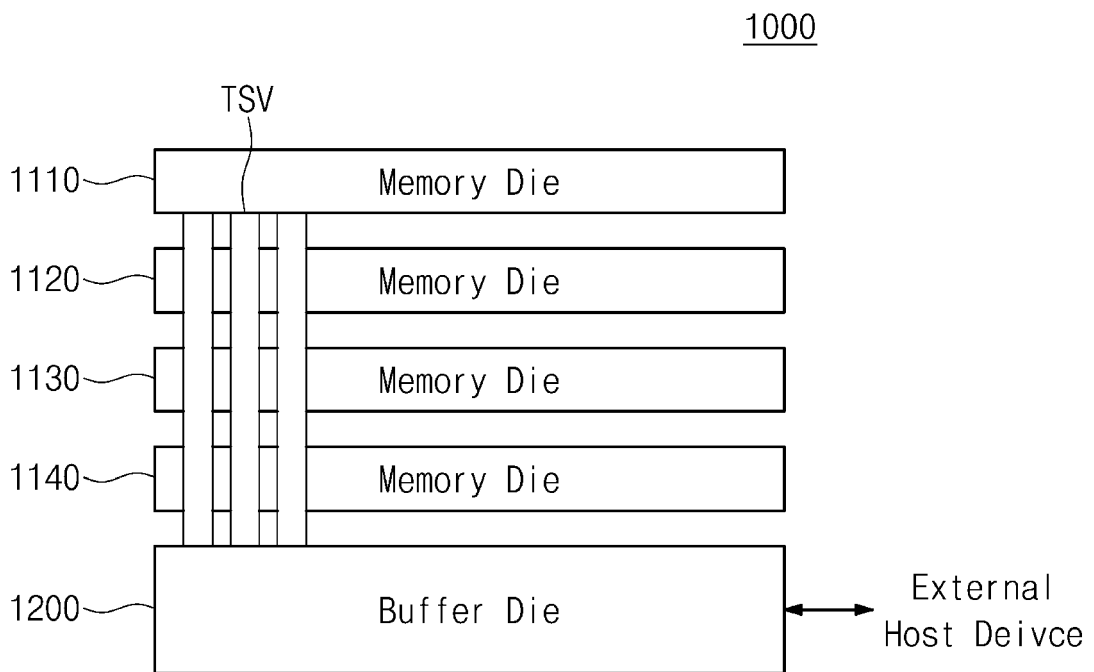 1000
TSV
1110 Memory Die
1120 Memory Die
1130 Memory Die
1140 Memory Die
1200 Buffer Die
External
Host Deivce